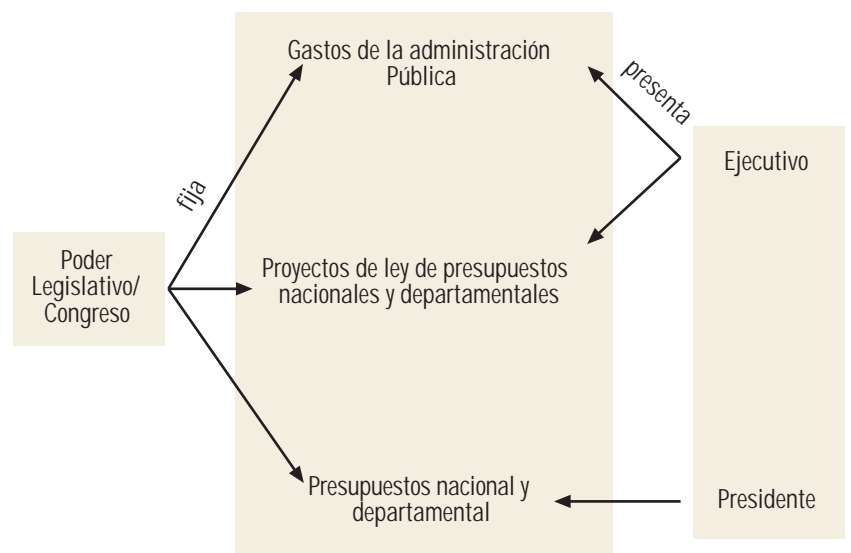 Gastos de la administración
Pública
presenta
Ejecutivo
fija
Poder
Legislativo/
Congreso
Proyectos de ley de presupuestos
nacionales y departamentales
Presupuestos nacional y
departamental
Presidente